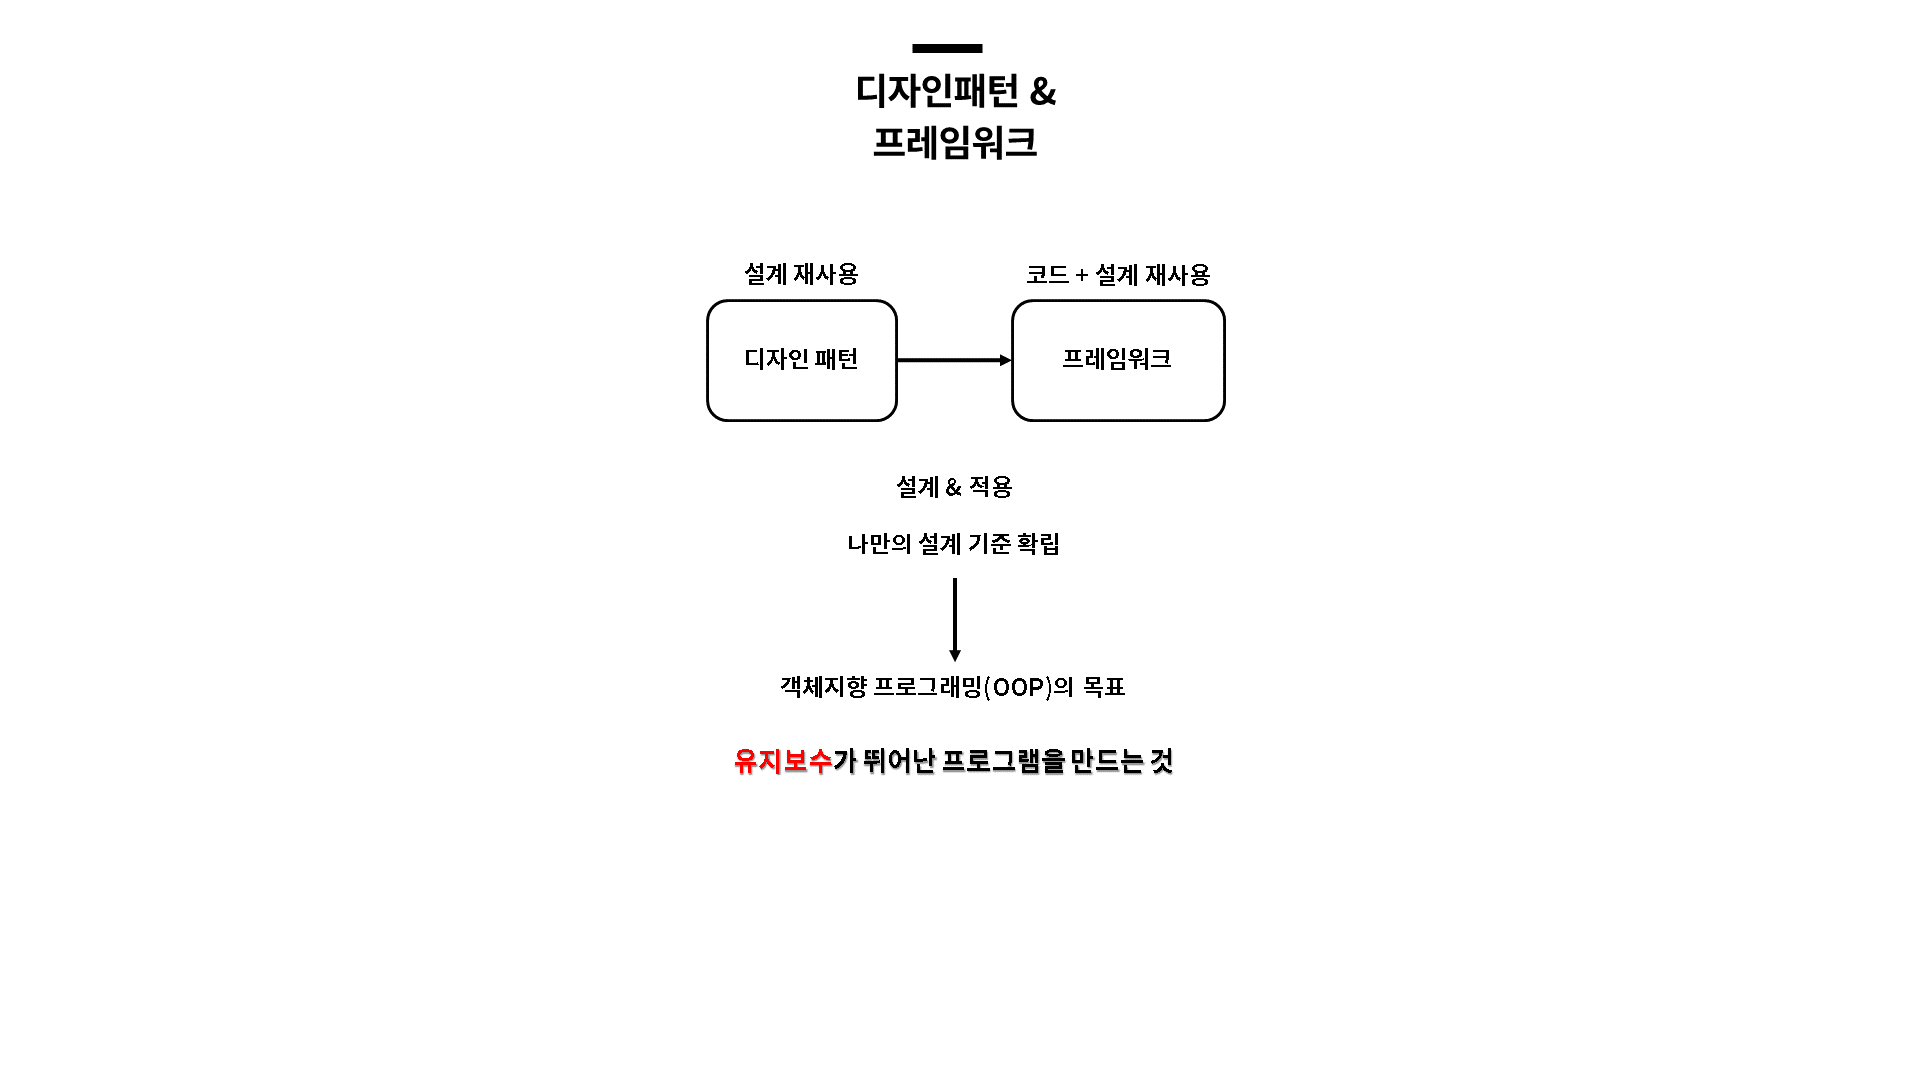 디자인패턴 &
프레임워크
설계 재사용
코드 + 설계 재사용
디자인 패턴
프레임워크
설계 & 적용
나만의 설계 기준 확립
객체지향 프로그래밍(OOP)의 목표
유지보수가 뛰어난 프로그램을 만드는 것